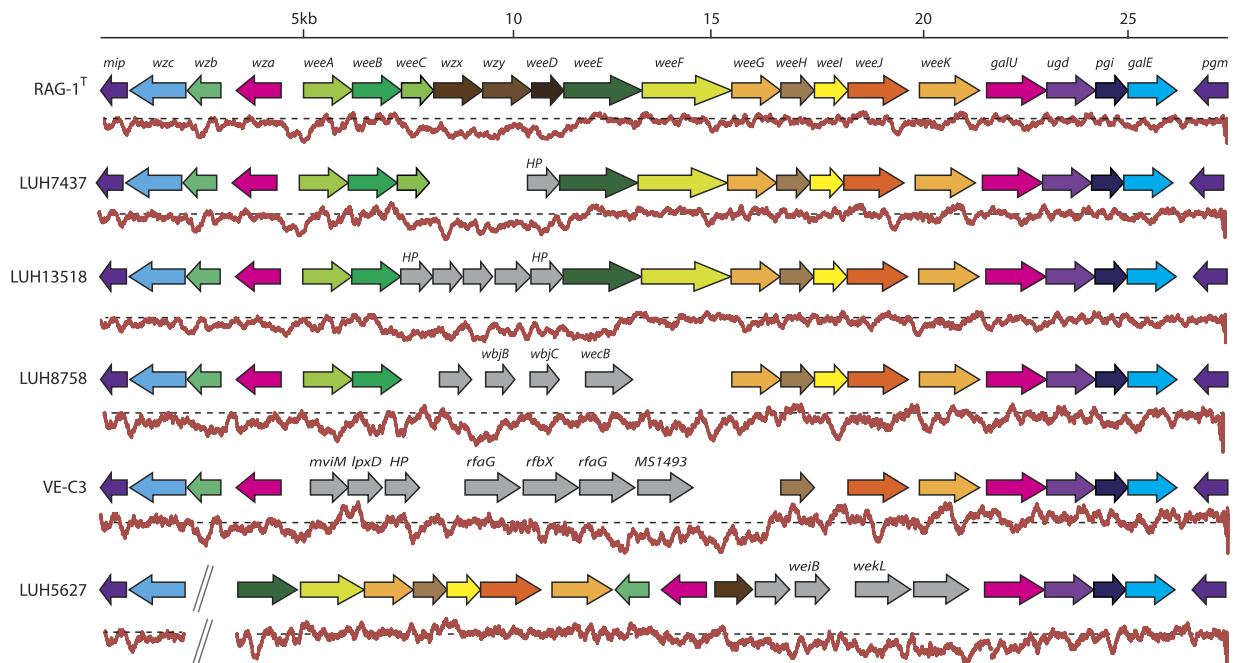 5kb 10 15 20 25
mip wzc wzb wza weeA weeB weeC wzx wzy weeD weeE weeF weeG weeH weeI weeJ weeK galU ugd pgi galE pgm
RAG-1T
HP
LUH7437
HP HP
LUH13518
wbjB wbjC wecB
LUH8758
mviM lpxD HP rfaG rfbX rfaG MS1493
VE-C3
weiB wekL
LUH5627